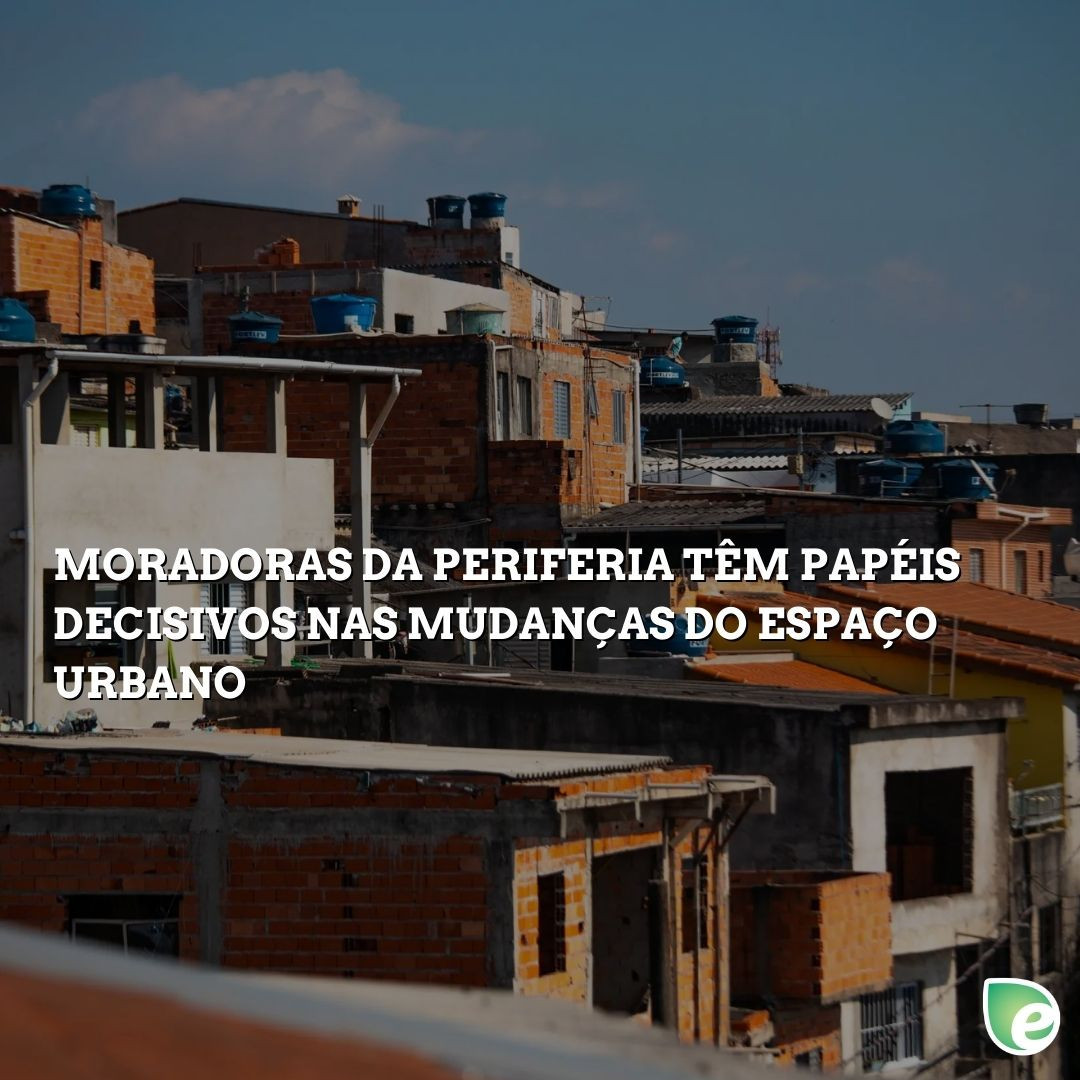 MORADORAS DA PERIFERIA TÊM PAPÉIS
DECISIVOS NAS MUDANÇAS DO ESPAÇO
URBANO
e